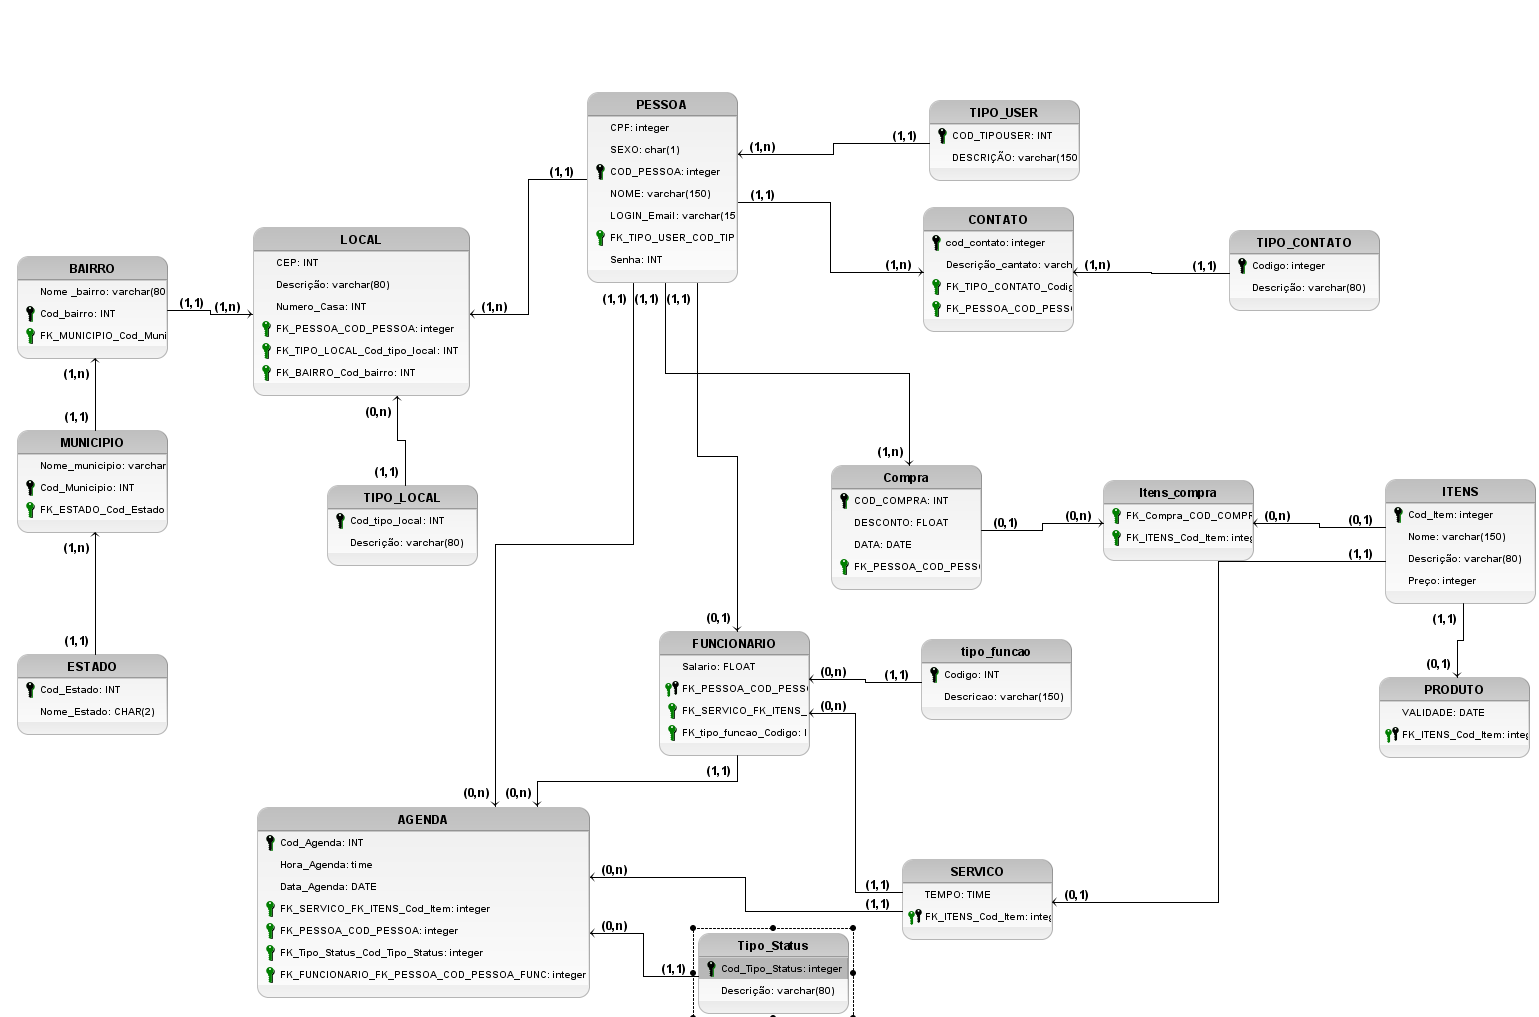 PESSOA
CPF: integer
SEXO: char(1)
COD_PESSOA: integer
NOME: varchar(150)
LOGIN_Email: varchar(15
FK_TIPO_USER_COD_TIP
Senha: INT
(1,1)
(1,n)
(1,1)
(1,1)
(1,1)
(1,1)
TIPO_USER
COD_TIPOUSER: INT
DESCRIÇÃO: varchar(150
(1,1)
CONTATO
cod_contato: integer
Descrição_cantato: varch
FK_TIPO_CONTATO_Codig
FK_PESSOA_COD_PESS
(1,n)
(1,n)
TIPO_CONTATO
Codigo: integer
Descrição: varchar(80)
(1,1)
LOCAL
CEP: INT
Descrição: varchar(80)
Numero_Casa: INT
FK_PESSOA_COD_PESSOA: integer
FK_TIPO_LOCAL_Cod_tipo_local: INT
FK_BAIRRO_Cod_bairro: INT
(1,n)
(1,n)
(0,n)
BAIRRO
Nome _bairro: varchar(80
Cod_bairro: INT
FK_MUNICIPIO_Cod_Muni
(1,1)
(1,n)
(1,1)
MUNICIPIO
Nome_municipio: varchar
Cod_Municipio: INT
FK_ESTADO_Cod_Estado
(1,n)
(1,1)
ESTADO
Cod_Estado: INT
Nome_Estado: CHAR(2)
(1,1)
TIPO_LOCAL
Cod_tipo_local: INT
Descrição: varchar(80)
(1,n)
Compra
COD_COMPRA: INT
DESCONTO: FLOAT
DATA: DATE
FK_PESSOA_COD_PESS
(0,1)
(0,n)
Itens_compra
FK_Compra_COD_COMP
FK_ITENS_Cod_Item: integ
(0,n)
(0,1)
(1,1)
ITENS
Cod_Item: integer
Nome: varchar(150)
Descrição: varchar(80)
Preço: integer
(1,1)
(0,1)
PRODUTO
VALIDADE: DATE
FK_ITENS_Cod_Item: integ
(0,1)
FUNCIONARIO
Salario: FLOAT
FK_PESSOA_COD_PESS
FK_SERVICO_FK_ITENS_
FK_tipo_funcao_Codigo: I
(0,n)
(0,n)
(1,1)
(1,1)
tipo_funcao
Codigo: INT
Descricao: varchar(150)
(0,n)
(0,n)
AGENDA
Cod_Agenda: INT
Hora_Agenda: time
Data_Agenda: DATE
FK_SERVICO_FK_ITENS_Cod_Item: integer
FK_PESSOA_COD_PESSOA: integer
FK_Tipo_Status_Cod_Tipo_Status: integer
FK_FUNCIONARIO_FK_PESSOA_COD_PESSOA_FUNC: integer
(0,n)
(0,n)
(1,1)
(1,1)
SERVICO
TEMPO: TIME
FK_ITENS_Cod_Item: integ
(0,1)
(1,1)
Tipo_Status
Cod_Tipo_Status: integer
Descrição: varchar(80)